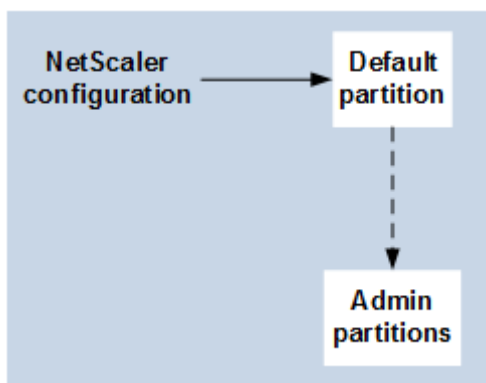 NetScaler
configuration
Default
partition
Admin
partitions